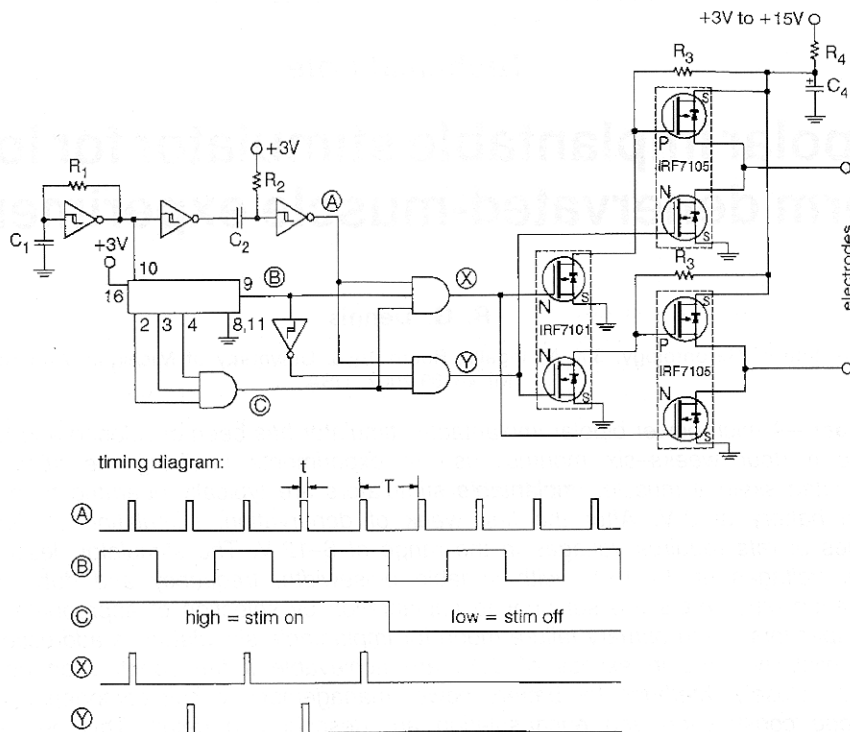 +3V to +15V
R4
R3
+
C4
S
P
IRF7105
N
S
electrodes
R1
+3V
R2
A
C1
C2
+3V
10
9
B
16
2
3
4
8,11
X
Y
C
N
S
IRF7101
N
S
R3
S
P
IRF7105
N
S
timing diagram:
t
T
A
B
C
high = stim on
low = stim off
X
Y